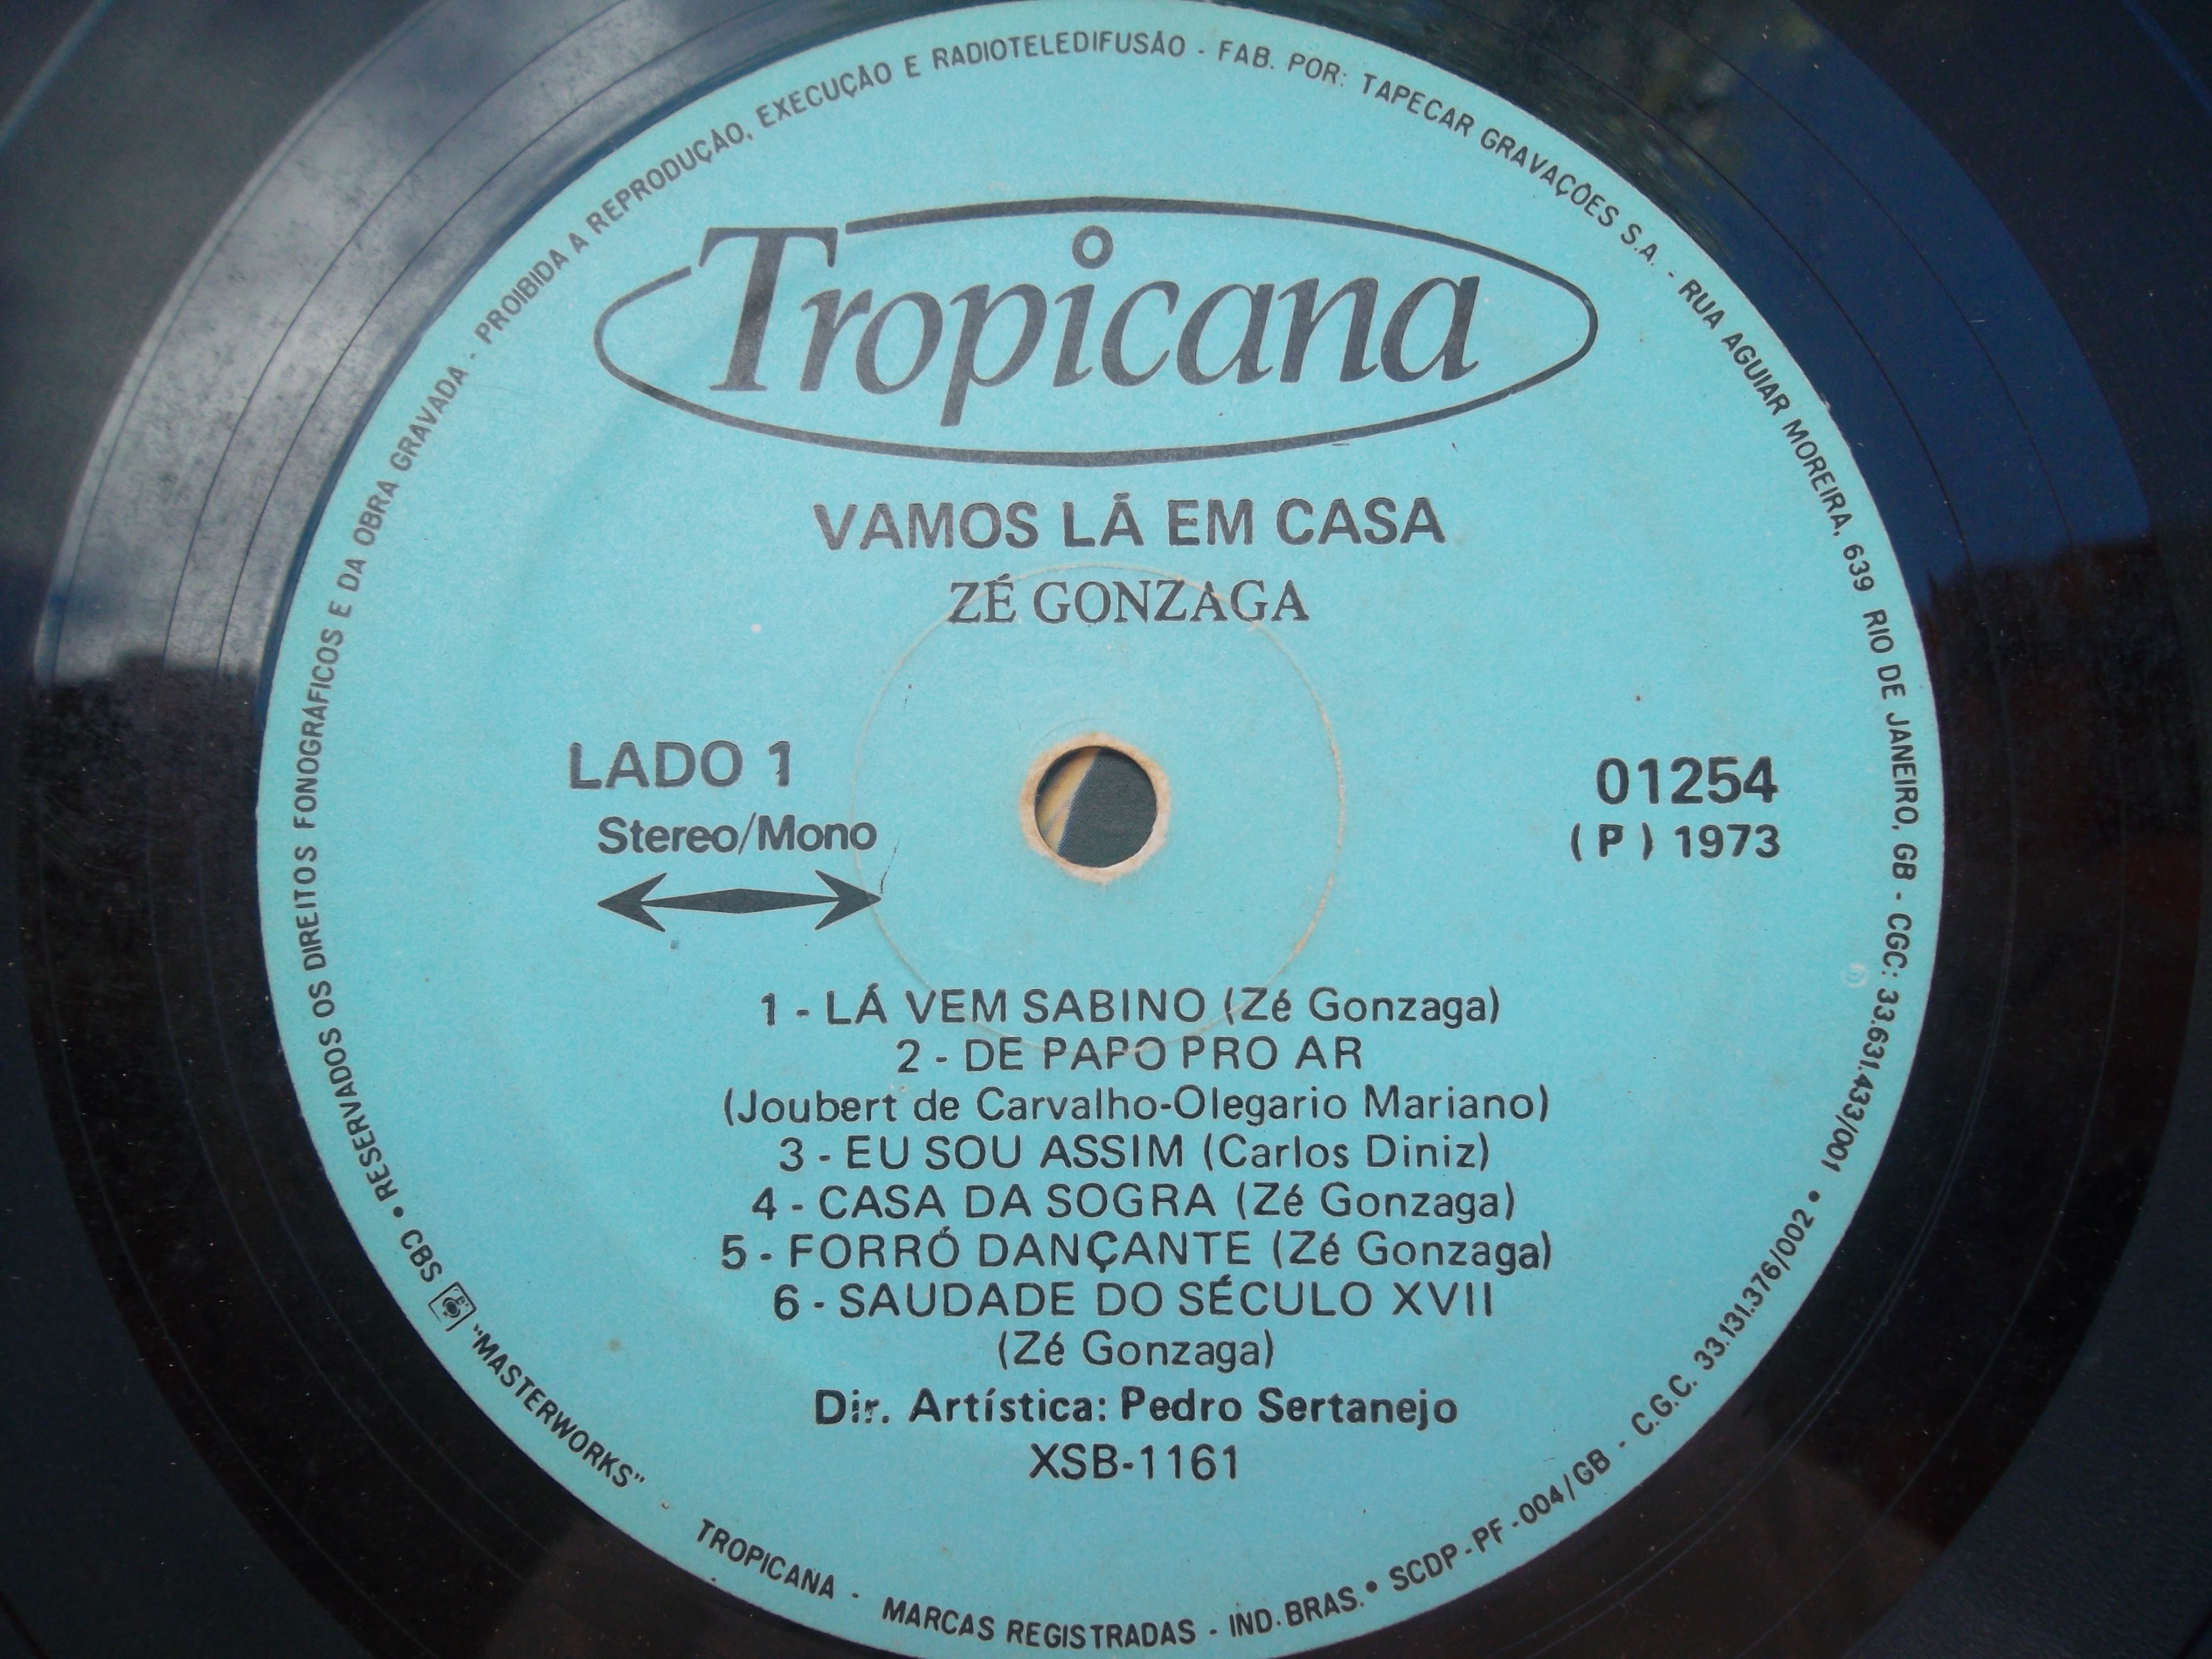 Tropicana
VAMOS LÁ EM CASA
ZÉ GONZAGA
LADO 1
Stereo/Mono
01254
(P) 1973
1 - LÁ VEM SABINO (Zé Gonzaga)
2 - DE PAPO PRO AR
(Joubert de Carvalho-Olegario Mariano)
3 - EU SOU ASSIM (Carlos Diniz)
4 - CASA DA SOGRA (Zé Gonzaga)
5 - FORRÓ DANÇANTE (Zé Gonzaga)
6 - SAUDADE DO SÉCULO XVII
(Zé Gonzaga)
Dir. Artística: Pedro Sertanejo
XSB-1161
RESERVADOS OS DIREITOS FONOGRÁFICOS E DA OBRA GRAVADA - PROIBIDA A REPRODUÇÃO, EXECUÇÃO E RADIOTELEDIFUSÃO - FAB. POR: TAPECAR GRAVAÇÕES S.A. - RUA AGUIAR MOREIRA, 639 RIO DE JANEIRO, GB - CGC: 33.631.433/001 •
CBS "MASTERWORKS" - TROPICANA - MARCAS REGISTRADAS - IND. BRAS. • SCDP-PF-004/GB - C.G.C. 33.131.376/002 •